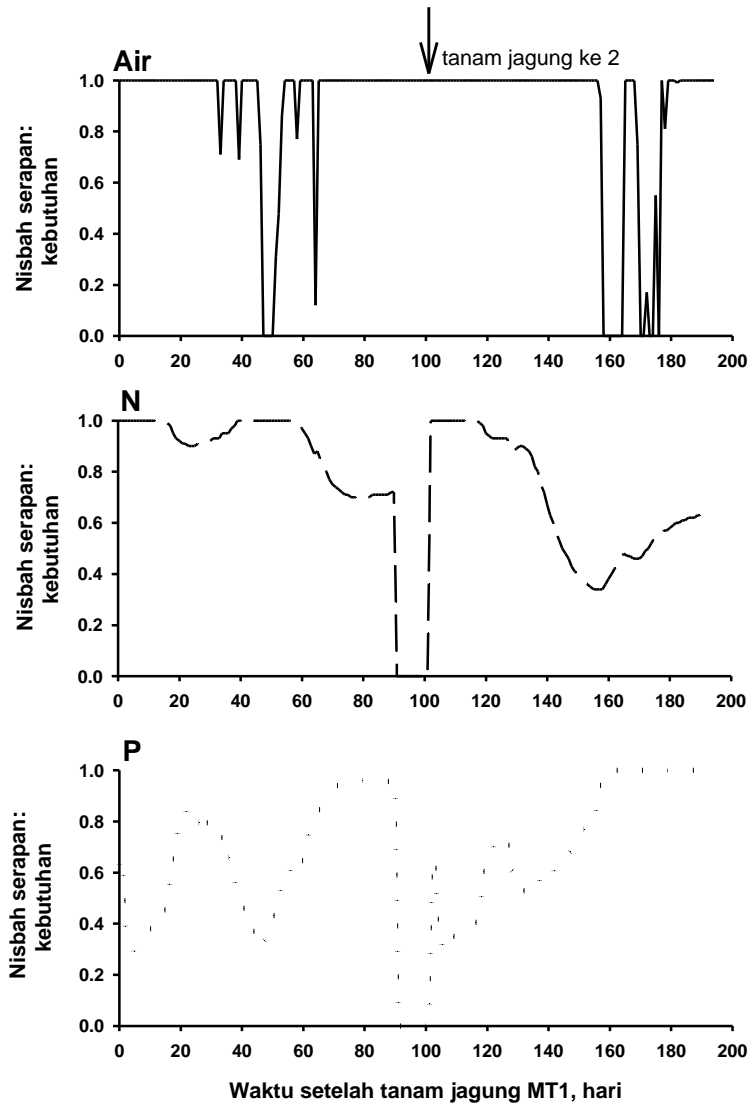 tanam jagung ke 2
Air
1.0
0.8
0.6
0.4
0.2
0.0
Nisbah serapan:
kebutuhan
0 20 40 60 80 100 120 140 160 180 200
N
1.0
0.8
0.6
0.4
0.2
0.0
Nisbah serapan:
kebutuhan
0 20 40 60 80 100 120 140 160 180 200
P
1.0
0.8
0.6
0.4
0.2
0.0
Nisbah serapan:
kebutuhan
0 20 40 60 80 100 120 140 160 180 200
Waktu setelah tanam jagung MT1, hari